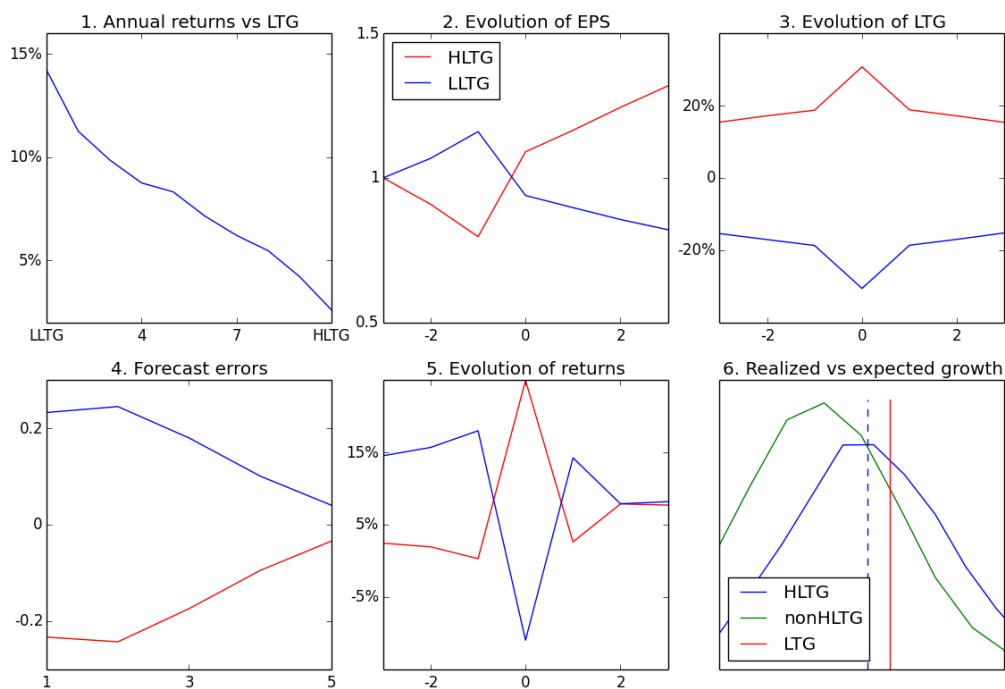 1. Annual returns vs LTG
15%
10%
5%
LLTG 4 7 HLTG
2. Evolution of EPS
1.5
HLTG
LLTG
1
0.5
-2 0 2
3. Evolution of LTG
20%
0
-20%
-2 0 2
4. Forecast errors
0.2
0
-0.2
1 3 5
5. Evolution of returns
15%
5%
-5%
-2 0 2
6. Realized vs expected growth
HLTG
nonHLTG
LTG